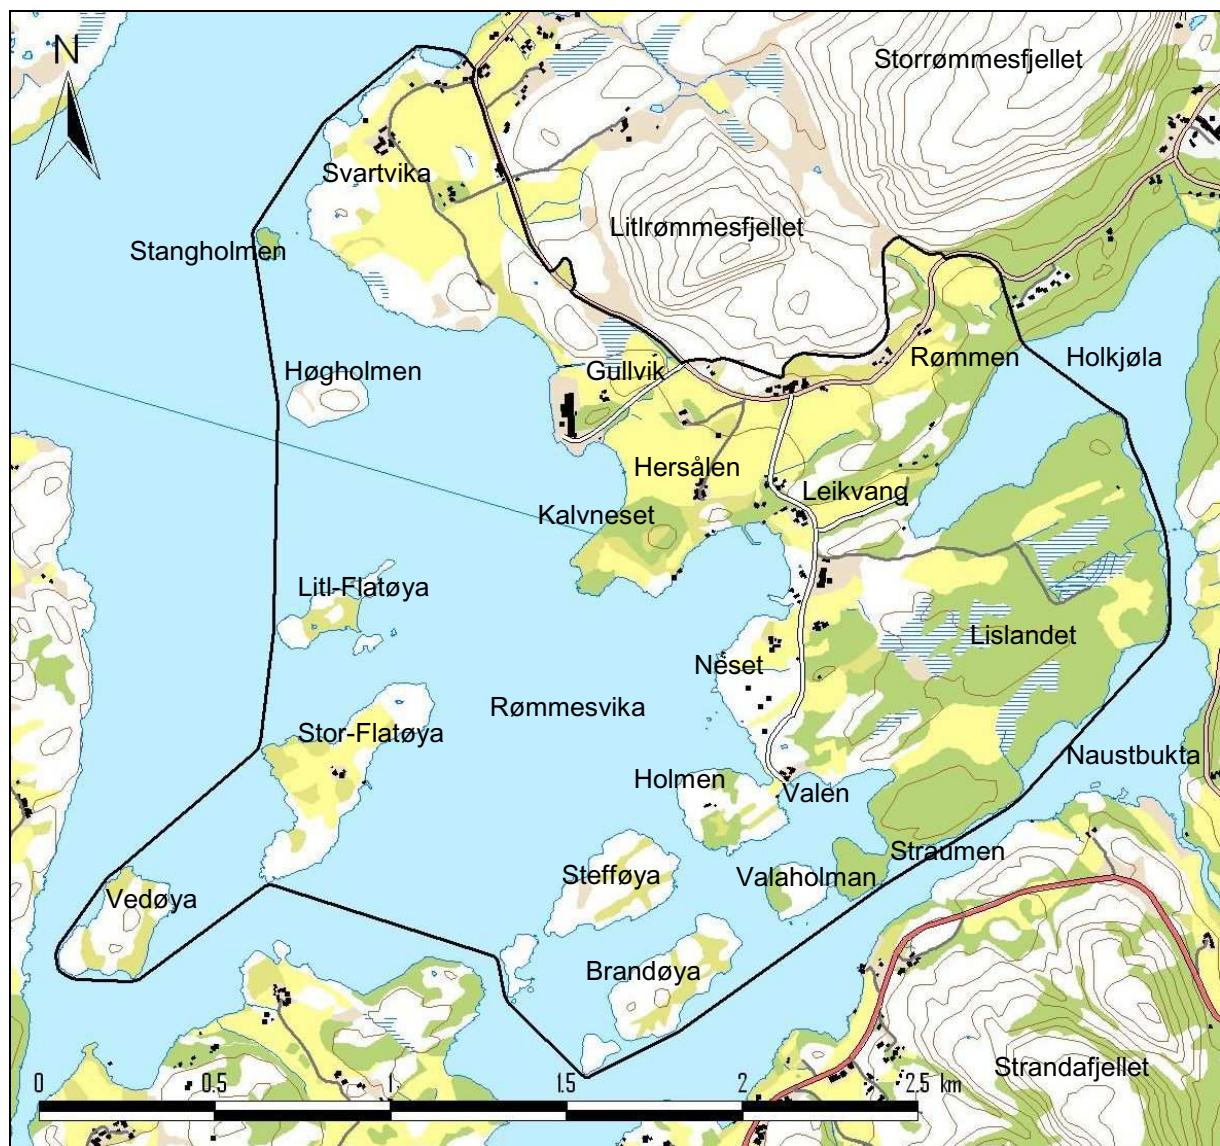 N
Storrømmesfjellet
Svartvika
Litlrømmesfjellet
Stangholmen
Høgholmen
Gullvik
Rømmen
Holkjøla
Hersålen
Leikvang
Kalvneset
Litl-Flatøya
Lislandet
Neset
Rømmesvika
Stor-Flatøya
Naustbukta
Holmen
Valen
Straumen
Stefføya
Valaholman
Vedøya
Brandøya
Strandafjellet
0 0.5 1 1.5 2 2.5 km